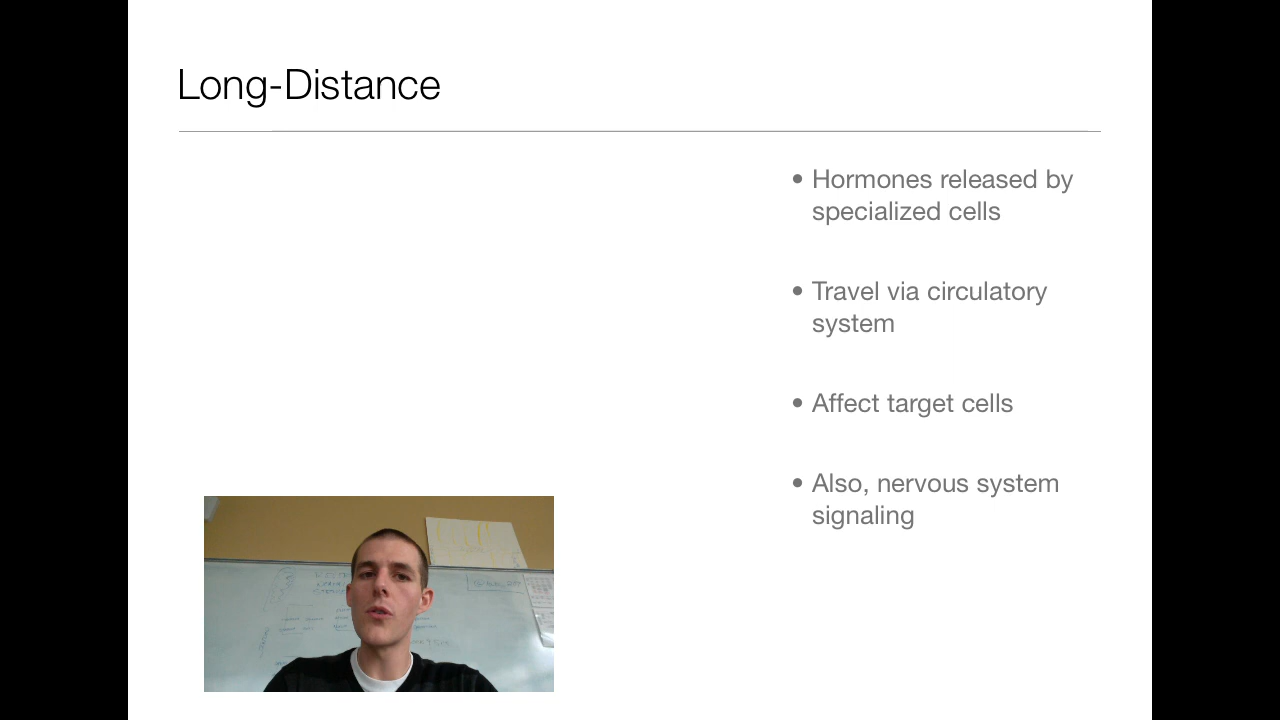 Long-Distance
• Hormones released by
specialized cells
• Travel via circulatory
system
• Affect target cells
• Also, nervous system
signaling